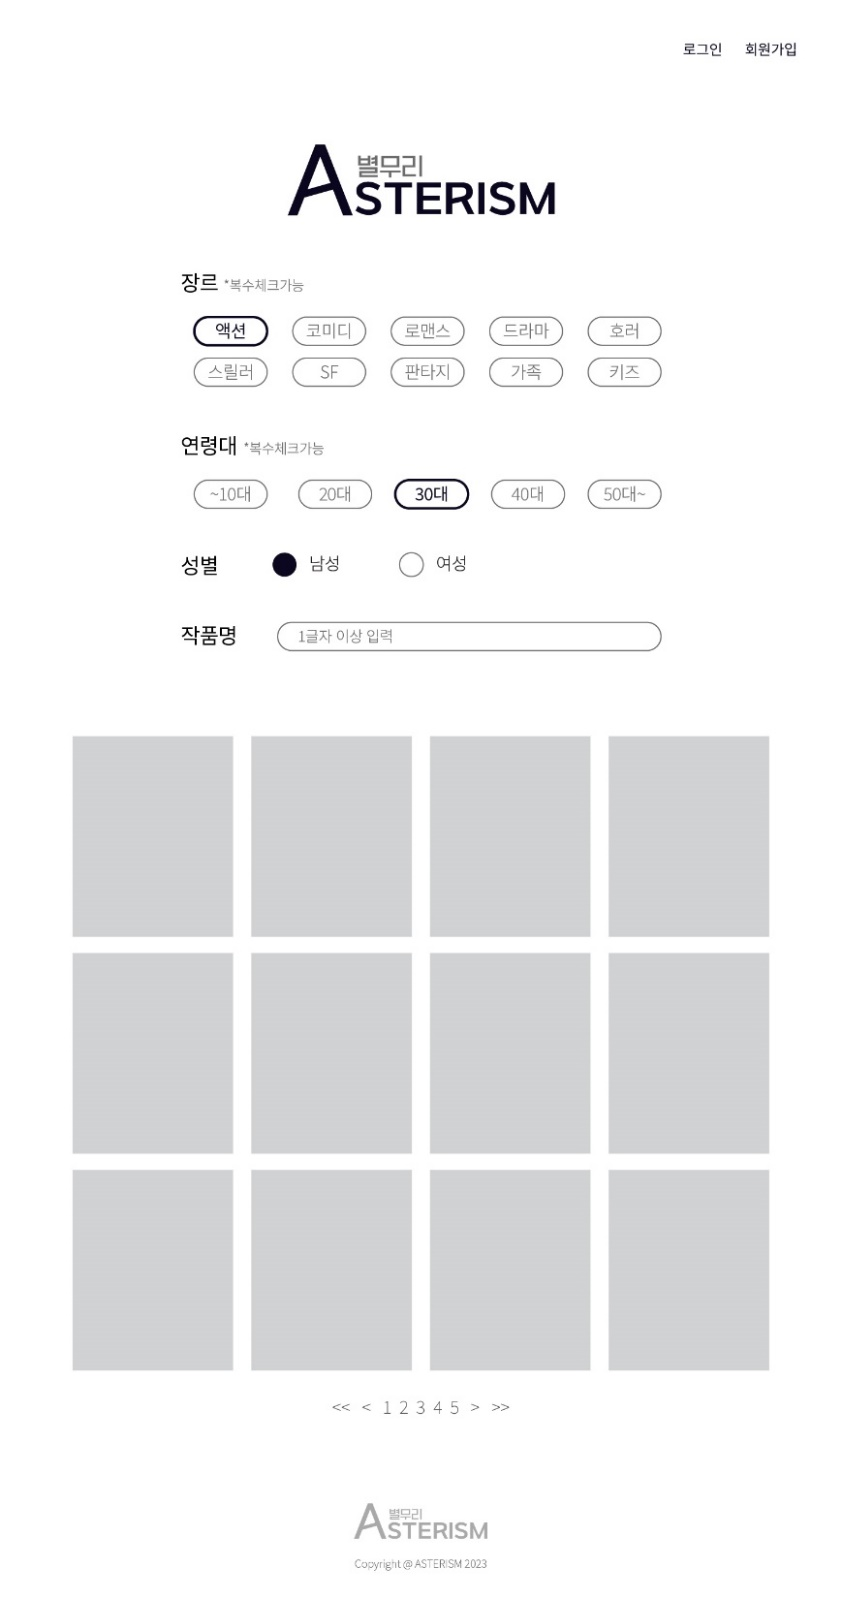 로그인 회원가입
별무리
ASTERISM
장르 *복수체크가능
액션 코미디 로맨스 드라마 호러
스릴러 SF 판타지 가족 키즈
연령대 *복수체크가능
~10대 20대 30대 40대 50대~
성별 남성 여성
작품명 1글자 이상 입력
<< < 1 2 3 4 5 > >>
별무리
ASTERISM
Copyright @ ASTERISM 2023